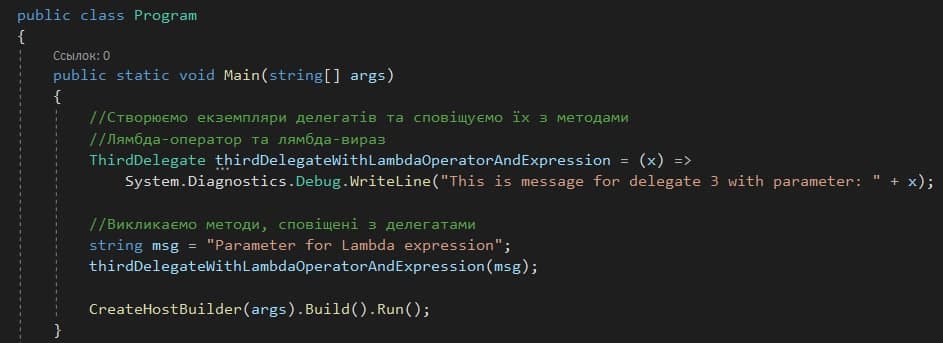 public class Program
{
Ссылок: 0
public static void Main(string[] args)
{
//Створюємо екземпляри делегатів та сповіщуємо їх з методами
//Лямбда-оператор та лямбда-вираз
ThirdDelegate thirdDelegateWithLambdaOperatorAndExpression = (x) =>
System.Diagnostics.Debug.WriteLine("This is message for delegate 3 with parameter: " + x);
//Викликаємо методи, сповіщені з делегатами
string msg = "Parameter for Lambda expression";
thirdDelegateWithLambdaOperatorAndExpression(msg);
CreateHostBuilder(args).Build().Run();
}